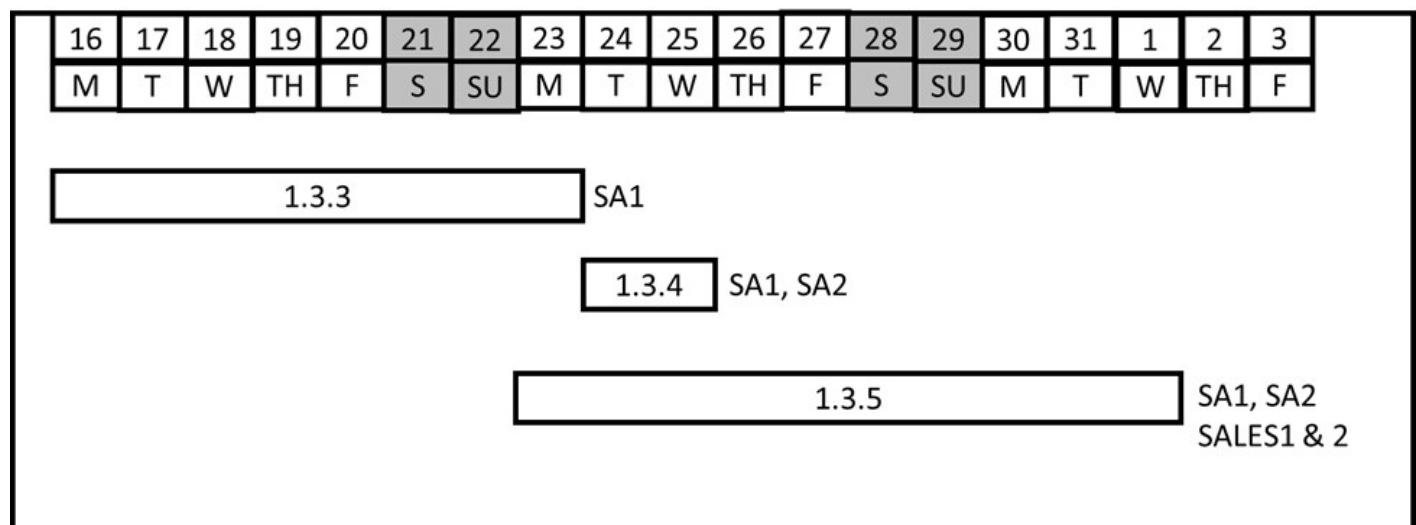 16 17 18 19 20 21 22 23 24 25 26 27 28 29 30 31 1 2 3
M T W TH F S SU M T W TH F S SU M T W TH F
1.3.3 SA1
1.3.4 SA1, SA2
1.3.5 SA1, SA2
SALES1 & 2